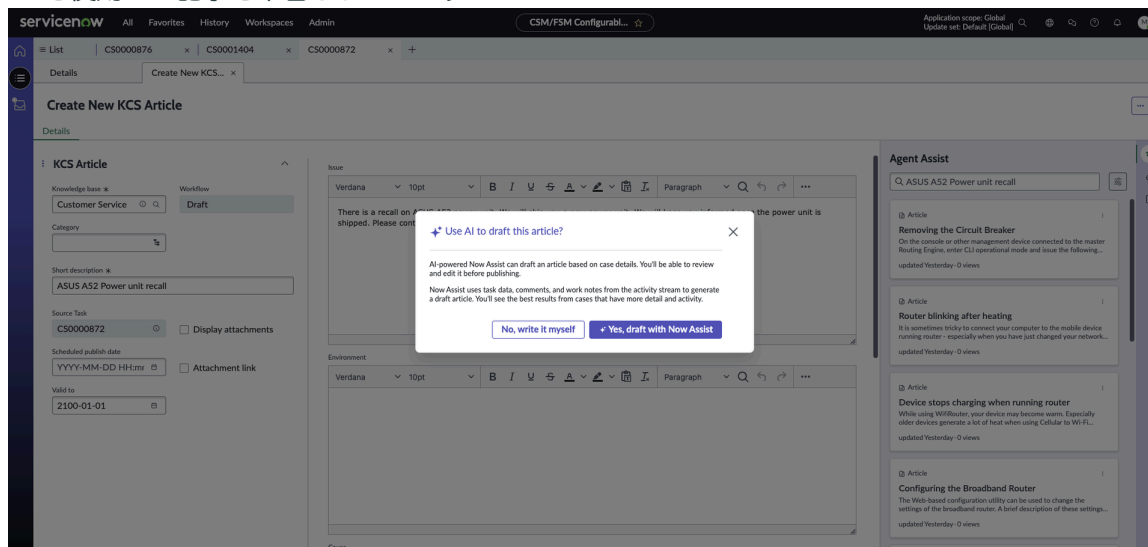 servicenow All Favorites History Workspaces Admin
CSM/FSM Configurabl... ☆
Application scope: Global
Update set: Default [Global]
List CS0000876 × CS0001404 × CS0000872 × +
Details Create New KCS... ×
Create New KCS Article
Details
KCS Article
Knowledge base *
Workflow
Customer Service
Draft
Category
Short description *
ASUS A52 Power unit recall
Source Task
CS0000872
Display attachments
Scheduled publish date
YYYY-MM-DD HH:mr
Attachment link
Valid to
2100-01-01
Issue
Verdana 10pt B I U S A Paragraph ...
There is a recall on
the power unit is
shipped. Please cont
Use AI to draft this article?
AI-powered Now Assist can draft an article based on case details. You'll be able to review
and edit it before publishing.
Now Assist uses task data, comments, and work notes from the activity stream to generate
a draft article. You'll see the best results from cases that have more detail and activity.
No, write it myself
Yes, draft with Now Assist
Environment
Verdana 10pt B I U S A Paragraph ...
Agent Assist
ASUS A52 Power unit recall
Article
Removing the Circuit Breaker
On the console or other management device connected to the master
Routing Engine, enter CLI operational mode and issue the following...
updated Yesterday · 0 views
Article
Router blinking after heating
It is sometimes tricky to connect your computer to the mobile device
running router - especially when you have just changed your network...
updated Yesterday · 0 views
Article
Device stops charging when running router
While using WifiRouter, your device may become warm. Especially
older devices generate a lot of heat when using Cellular to Wi-Fi...
updated Yesterday · 0 views
Article
Configuring the Broadband Router
The Web-based configuration utility can be used to change the
settings of the broadband router. A brief description of these settings...
updated Yesterday · 0 views